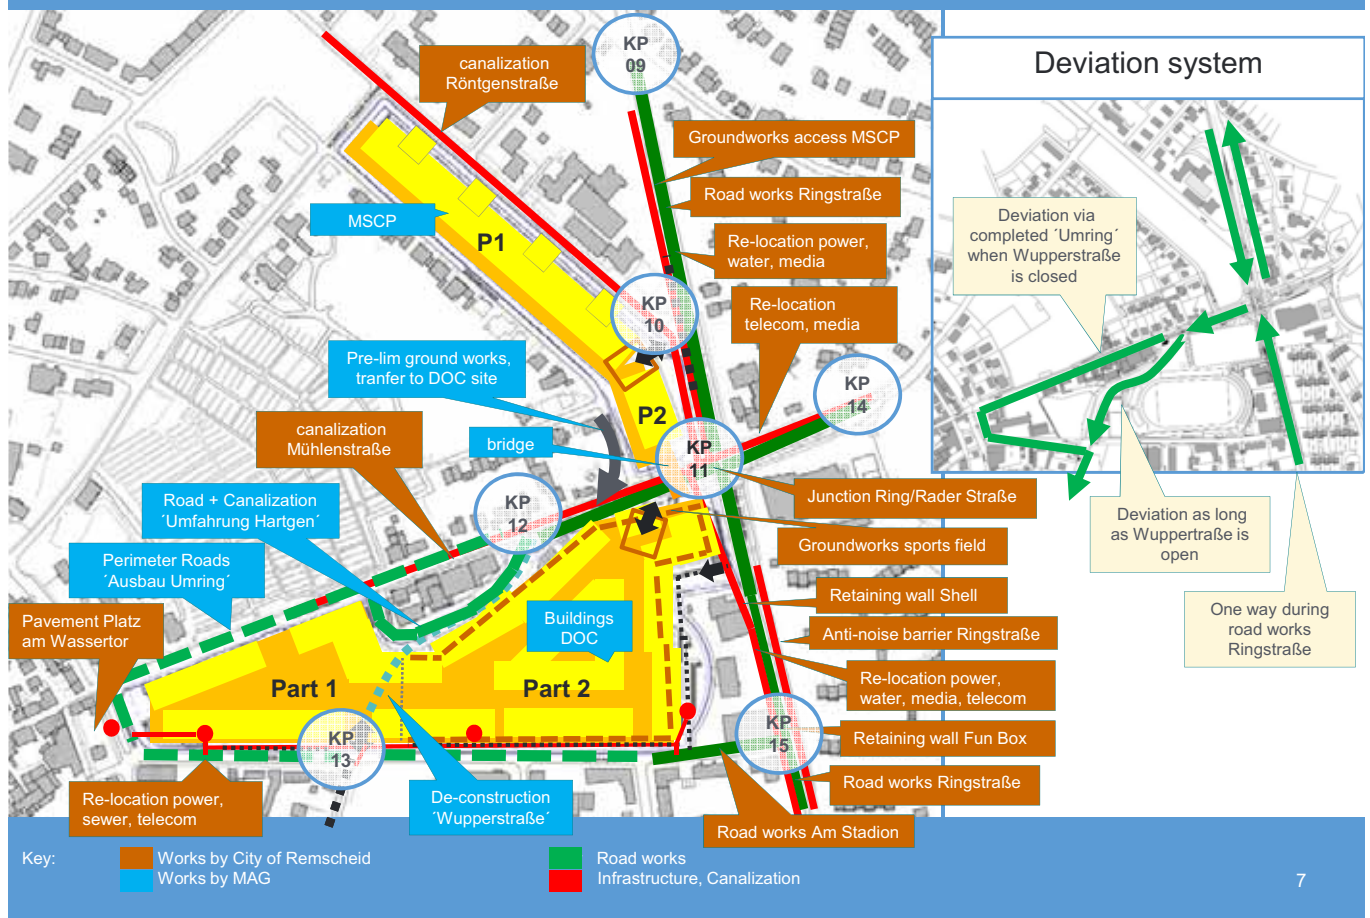 KP
09
canalization
Röntgenstraße
Deviation system
Groundworks access MSCP
Road works Ringstraße
MSCP
P1
Re-location power,
water, media
Deviation via
completed ´Umring´
when Wupperstraße
is closed
KP
10
Re-location
telecom, media
Pre-lim ground works,
tranfer to DOC site
KP
14
P2
canalization
Mühlenstraße
bridge
KP
11
Junction Ring/Rader Straße
Road + Canalization
´Umfahrung Hartgen´
KP
12
Deviation as long
as Wuppertraße is
open
Groundworks sports field
Perimeter Roads
´Ausbau Umring´
Retaining wall Shell
Pavement Platz
am Wassertor
Buildings
DOC
Anti-noise barrier Ringstraße
One way during
road works
Ringstraße
Part 1
Part 2
Re-location power,
water, media, telecom
KP
13
KP
15
Retaining wall Fun Box
Road works Ringstraße
Re-location power,
sewer, telecom
De-construction
´Wupperstraße´
Road works Am Stadion
Key:
Works by City of Remscheid
Works by MAG
Road works
Infrastructure, Canalization
7